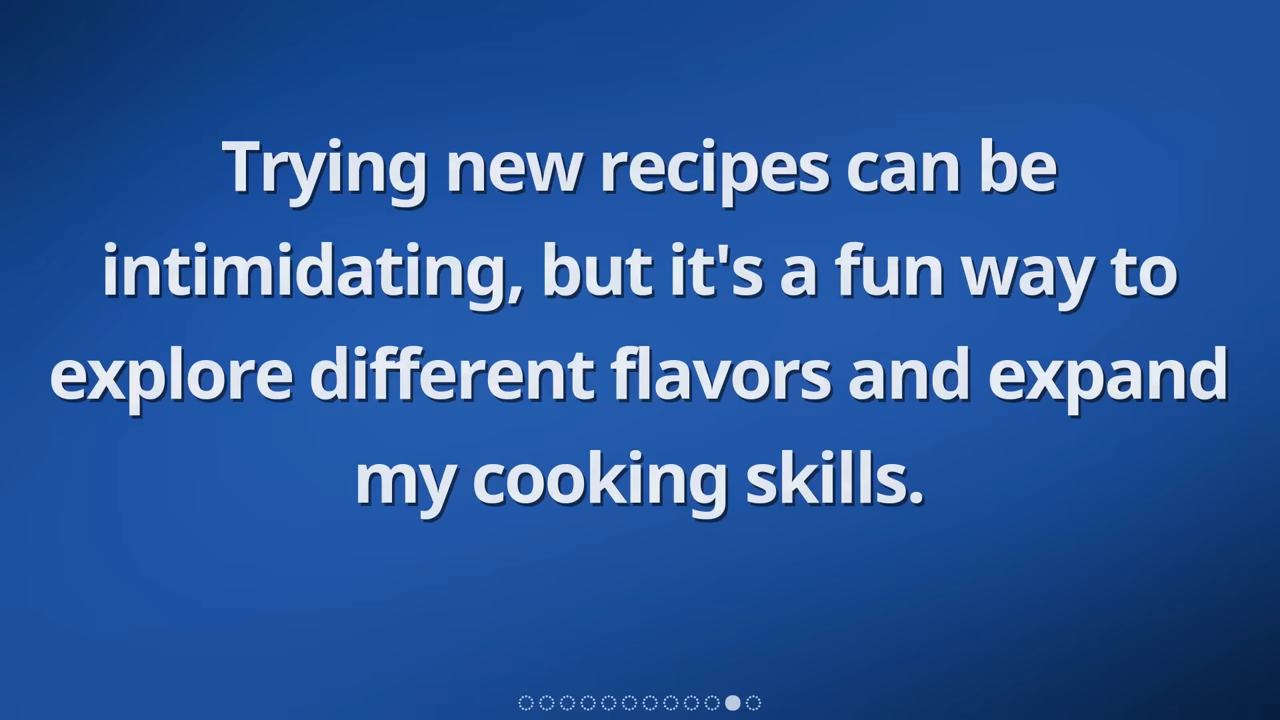 Trying new recipes can be
intimidating, but it's a fun way to
explore different flavors and expand
my cooking skills.